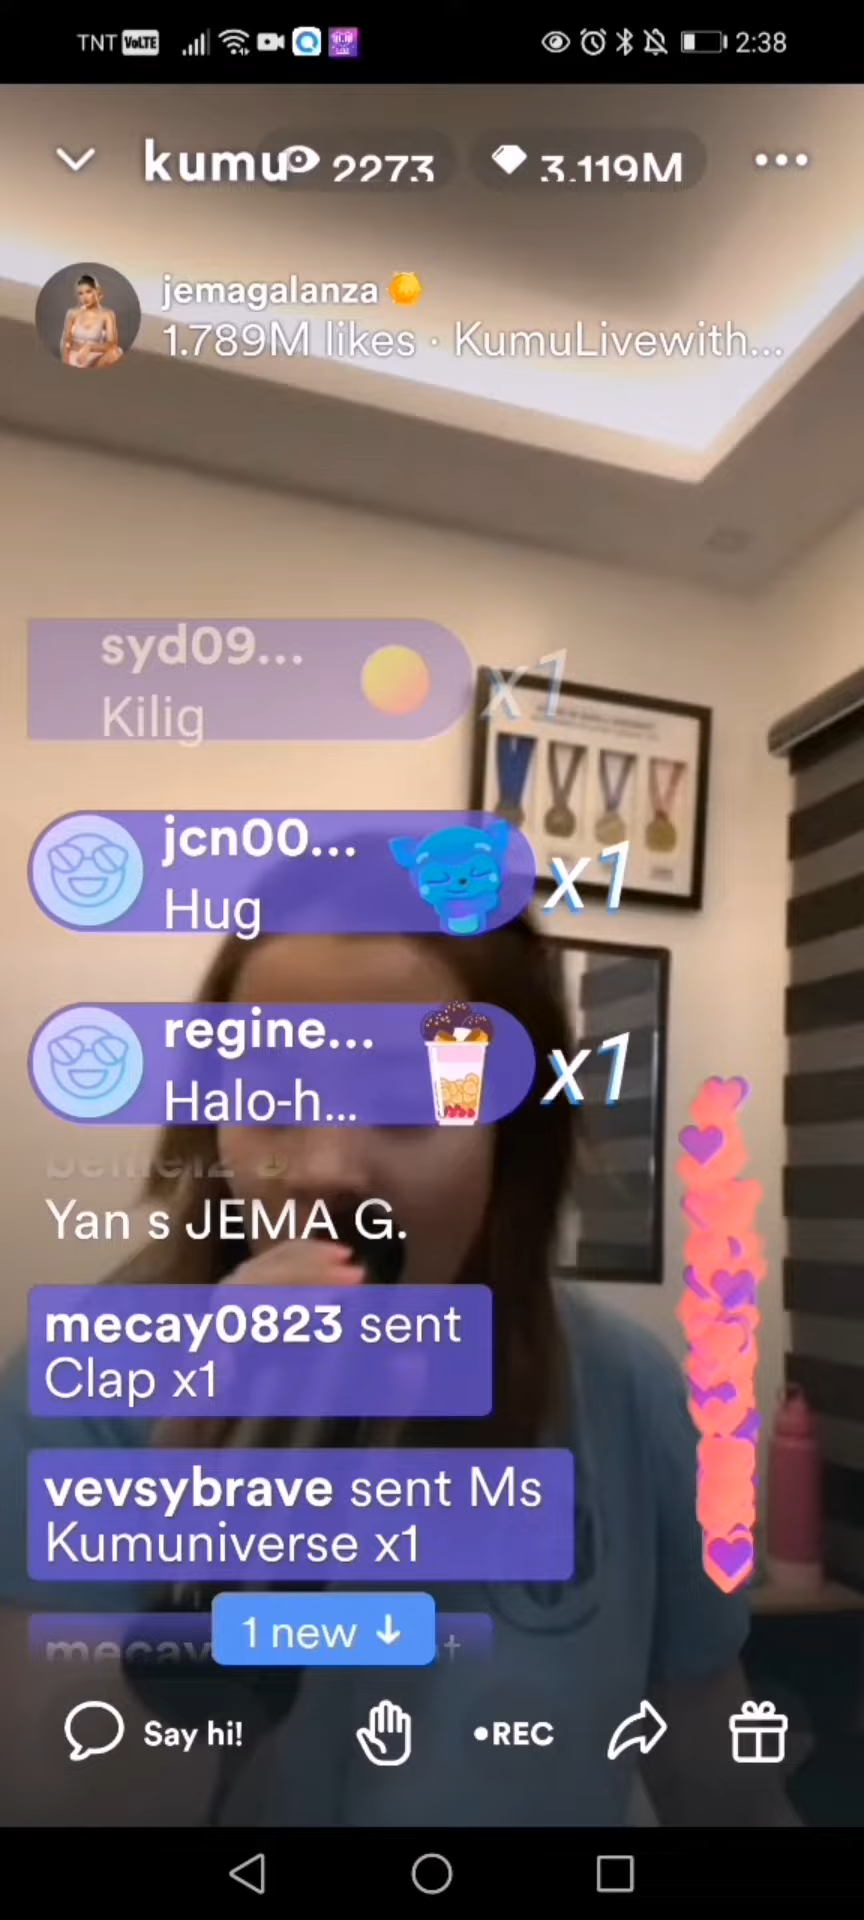 TNT VoLTE 2:38
kumu 2273 3.119M
jemagalanza
1.789M likes · KumuLivewith...
syd09...
Kilig
x1
jcn00...
Hug
x1
regine...
Halo-h...
x1
Yan s JEMA G.
mecay0823 sent
Clap x1
vevsybrave sent Ms
Kumuniverse x1
1 new
Say hi!
•REC